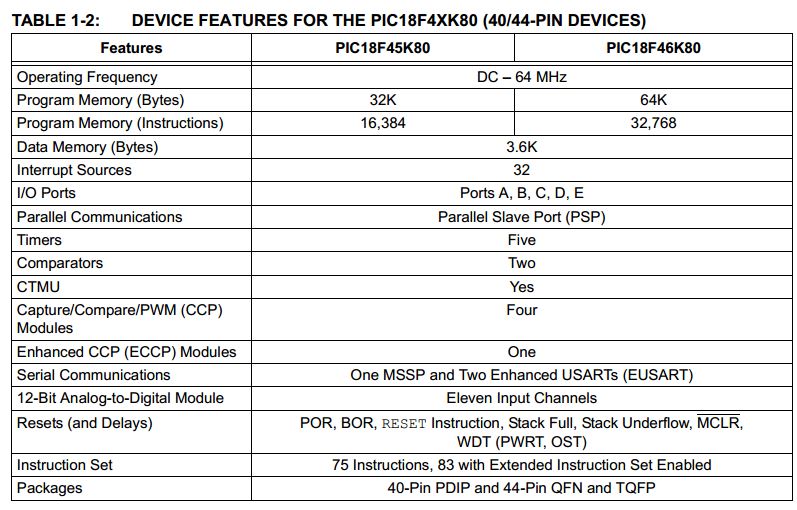 TABLE 1-2: DEVICE FEATURES FOR THE PIC18F4XK80 (40/44-PIN DEVICES)
Features PIC18F45K80 PIC18F46K80
Operating Frequency DC – 64 MHz
Program Memory (Bytes) 32K 64K
Program Memory (Instructions) 16,384 32,768
Data Memory (Bytes) 3.6K
Interrupt Sources 32
I/O Ports Ports A, B, C, D, E
Parallel Communications Parallel Slave Port (PSP)
Timers Five
Comparators Two
CTMU Yes
Capture/Compare/PWM (CCP) Four
Modules
Enhanced CCP (ECCP) Modules One
Serial Communications One MSSP and Two Enhanced USARTs (EUSART)
12-Bit Analog-to-Digital Module Eleven Input Channels
Resets (and Delays) POR, BOR, RESET Instruction, Stack Full, Stack Underflow, MCLR,
WDT (PWRT, OST)
Instruction Set 75 Instructions, 83 with Extended Instruction Set Enabled
Packages 40-Pin PDIP and 44-Pin QFN and TQFP